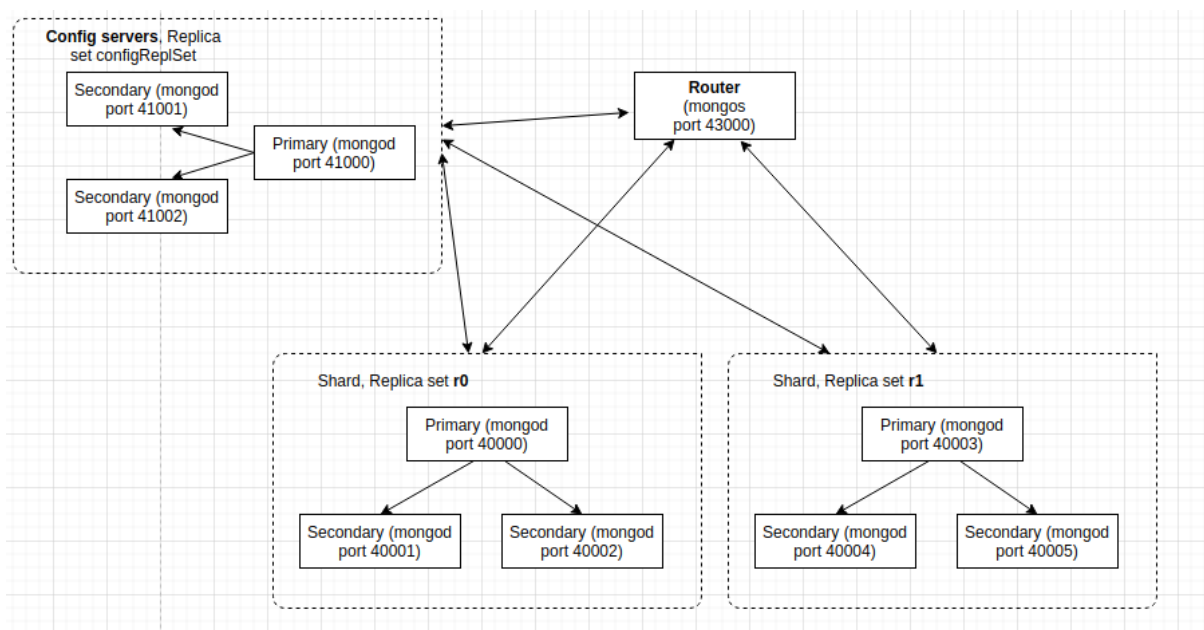 Config servers, Replica
set configReplSet
Secondary (mongod
port 41001)
Primary (mongod
port 41000)
Secondary (mongod
port 41002)
Router
(mongos
port 43000)
Shard, Replica set r0
Primary (mongod
port 40000)
Secondary (mongod
port 40001)
Secondary (mongod
port 40002)
Shard, Replica set r1
Primary (mongod
port 40003)
Secondary (mongod
port 40004)
Secondary (mongod
port 40005)